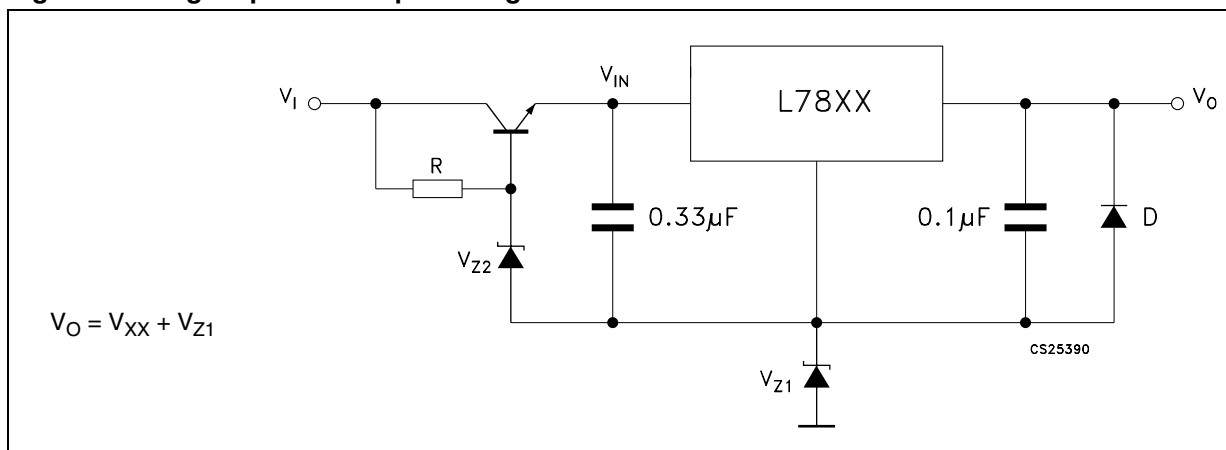 V_I
V_IN
L78XX
V_O
R
0.33µF
0.1µF
D
V_Z2
V_O = V_XX + V_Z1
CS25390
V_Z1